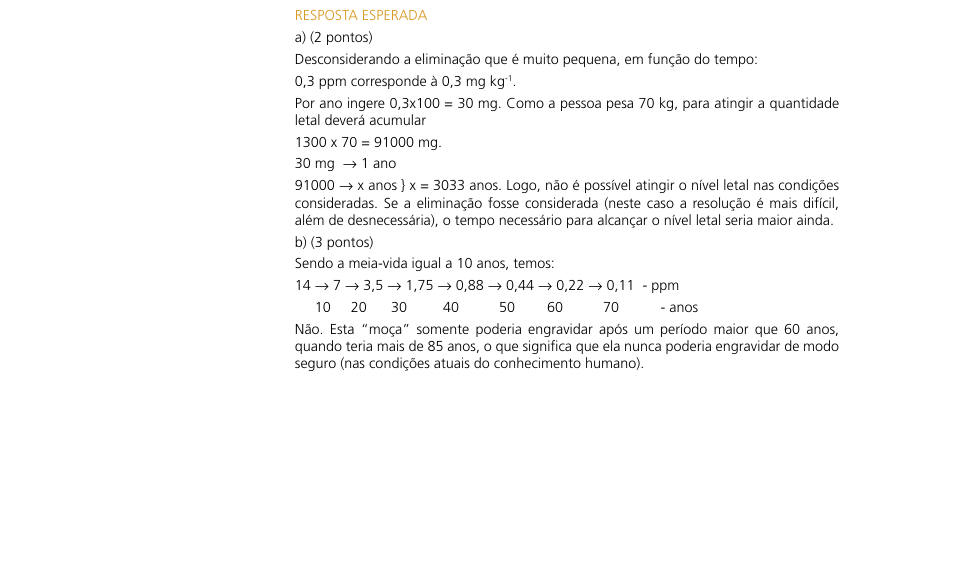 RESPOSTA ESPERADA
a) (2 pontos)
Desconsiderando a eliminação que é muito pequena, em função do tempo:
0,3 ppm corresponde à 0,3 mg kg⁻¹.
Por ano ingere 0,3x100 = 30 mg. Como a pessoa pesa 70 kg, para atingir a quantidade
letal deverá acumular
1300 x 70 = 91000 mg.
30 mg → 1 ano
91000 → x anos } x = 3033 anos. Logo, não é possível atingir o nível letal nas condições
consideradas. Se a eliminação fosse considerada (neste caso a resolução é mais difícil,
além de desnecessária), o tempo necessário para alcançar o nível letal seria maior ainda.
b) (3 pontos)
Sendo a meia-vida igual a 10 anos, temos:
14 → 7 → 3,5 → 1,75 → 0,88 → 0,44 → 0,22 → 0,11 - ppm
10 20 30 40 50 60 70 - anos
Não. Esta “moça” somente poderia engravidar após um período maior que 60 anos,
quando teria mais de 85 anos, o que significa que ela nunca poderia engravidar de modo
seguro (nas condições atuais do conhecimento humano).